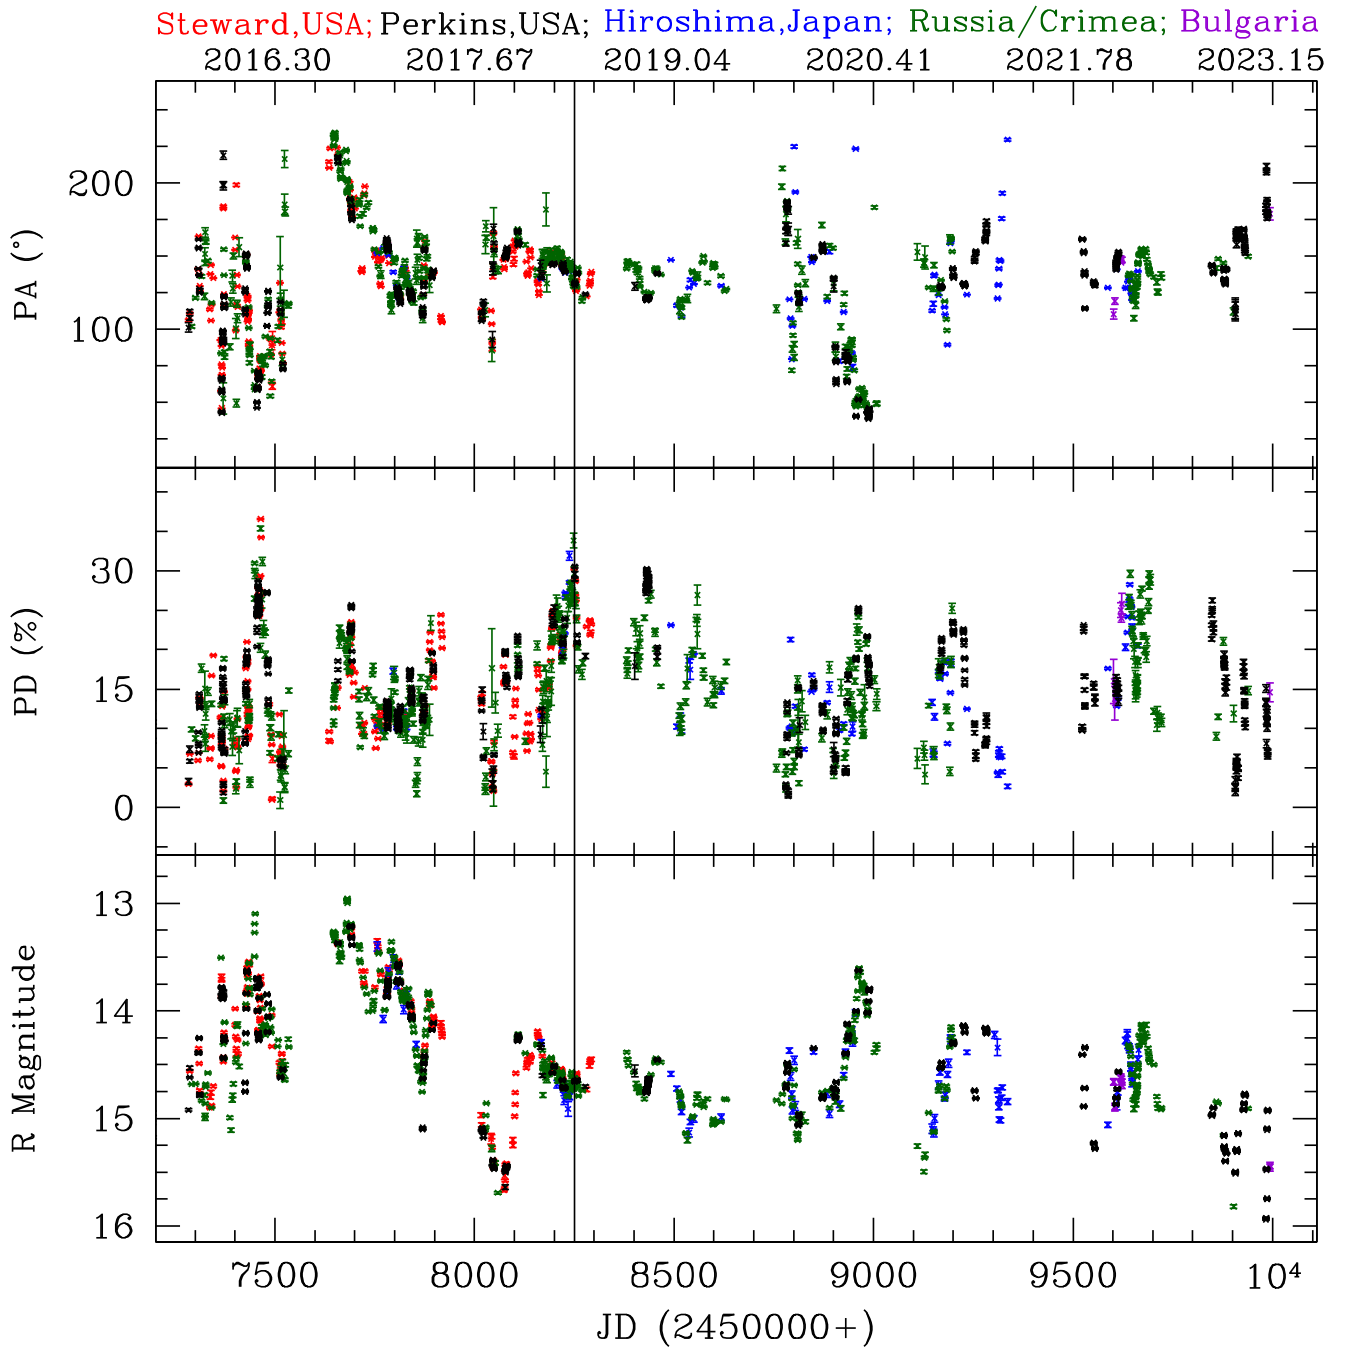 Steward,USA; Perkins,USA; Hiroshima,Japan; Russia/Crimea; Bulgaria
2016.30 2017.67 2019.04 2020.41 2021.78 2023.15
PA (°)
200
100
PD (%)
30
15
0
R Magnitude
13
14
15
16
7500 8000 8500 9000 9500 10⁴
JD (2450000+)